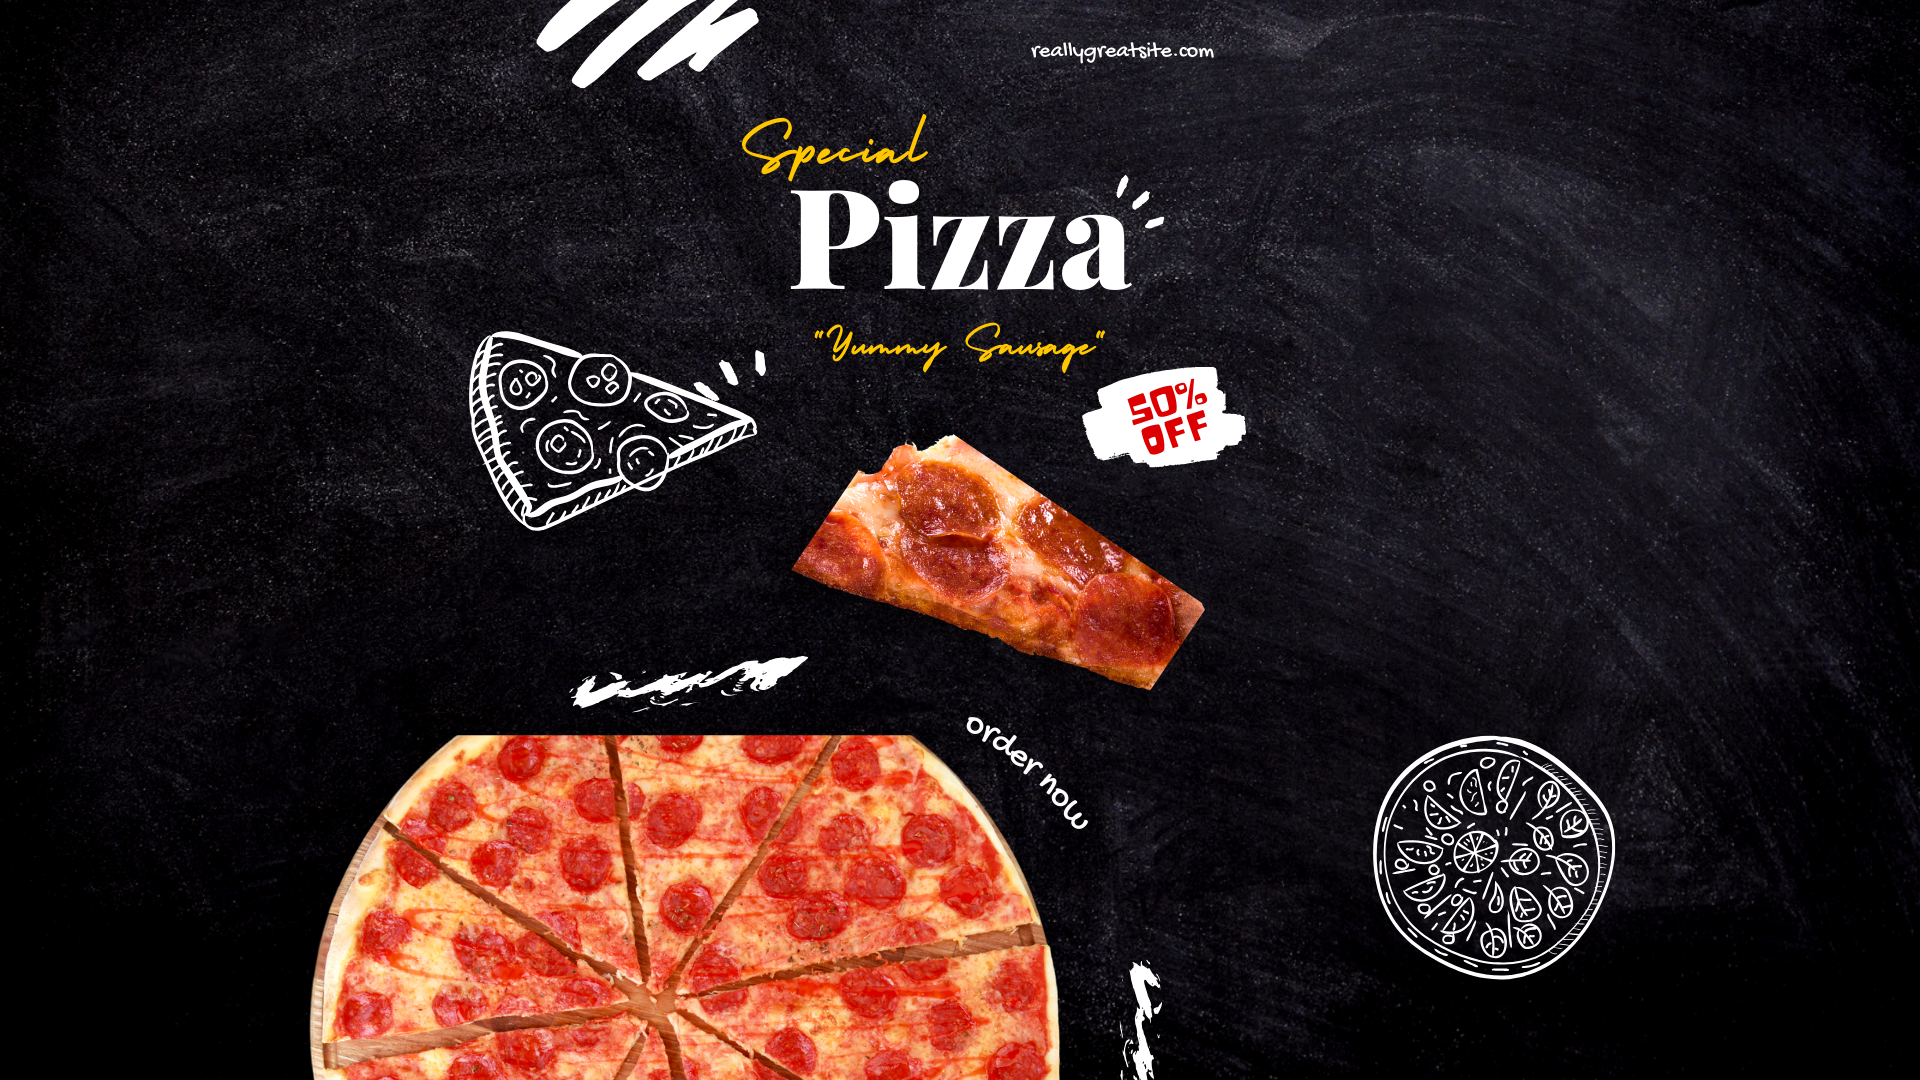 reallygreatsite.com
Special
Pizza
"Yummy Sausage"
50%
OFF
order now